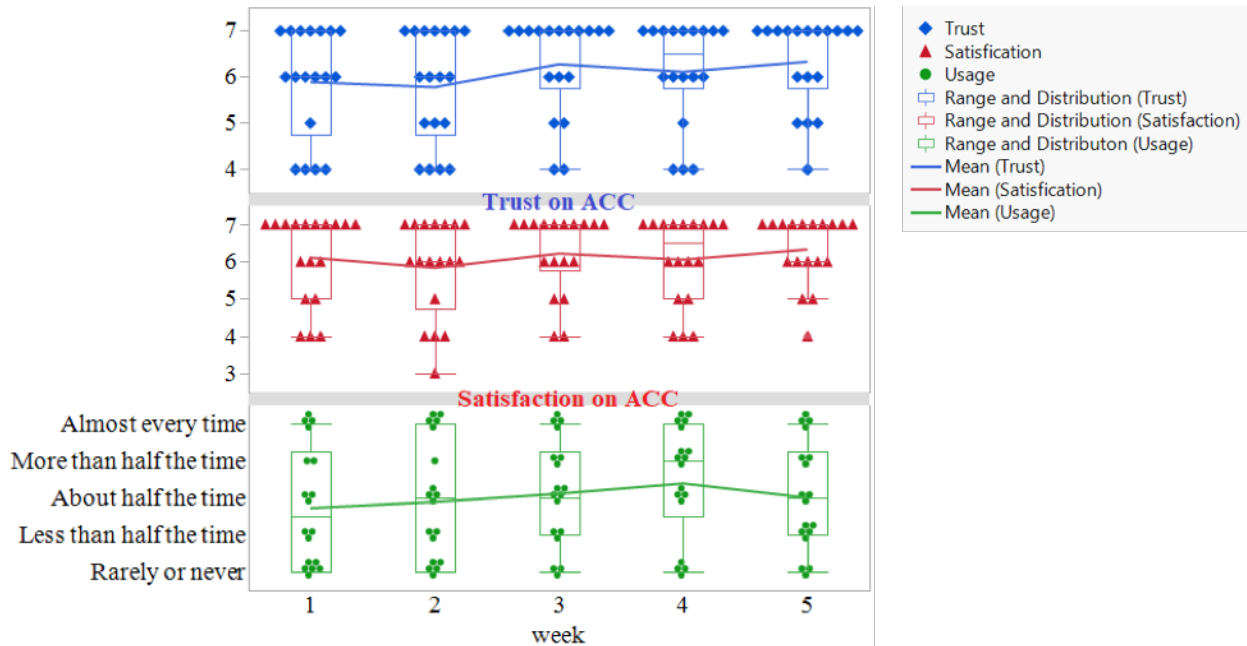 7
6
5
4
Trust on ACC
7
6
5
4
3
Satisfaction on ACC
Almost every time
More than half the time
About half the time
Less than half the time
Rarely or never
1 2 3 4 5
week
Trust
Satisfication
Usage
Range and Distribution (Trust)
Range and Distribution (Satisfaction)
Range and Distributon (Usage)
Mean (Trust)
Mean (Satisfication)
Mean (Usage)